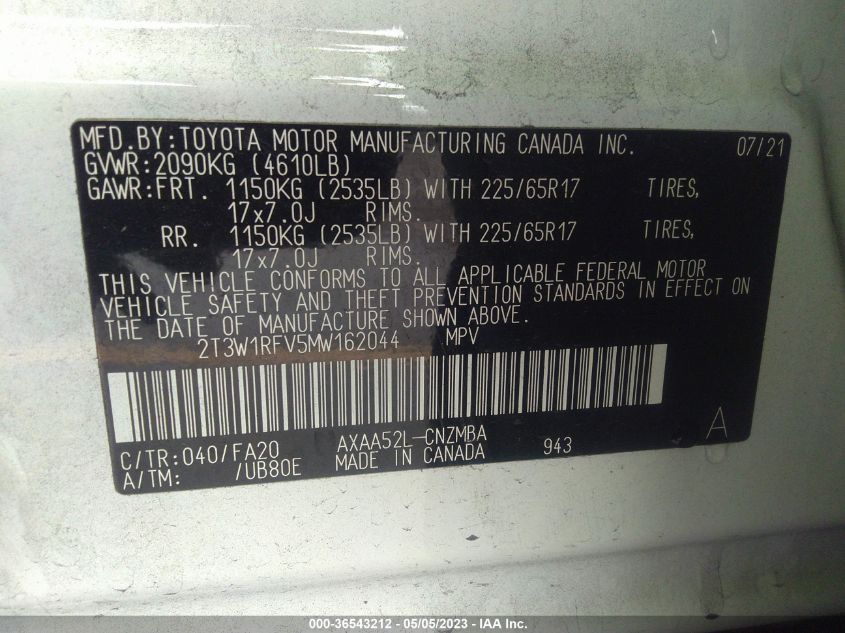 MFD.BY:TOYOTA MOTOR MANUFACTURING CANADA INC. 07/21
GVWR:2090KG (4610LB)
GAWR:FRT. 1150KG (2535LB) WITH 225/65R17 TIRES,
17x7.0J RIMS.
RR. 1150KG (2535LB) WITH 225/65R17 TIRES,
17x7.0J RIMS.
THIS VEHICLE CONFORMS TO ALL APPLICABLE FEDERAL MOTOR
VEHICLE SAFETY AND THEFT PREVENTION STANDARDS IN EFFECT ON
THE DATE OF MANUFACTURE SHOWN ABOVE.
2T3W1RFV5MW162044 MPV
C/TR:040/FA20 AXAA52L-CNZMBA 943 A
A/TM: /UB80E MADE IN CANADA
000-36543212 - 05/05/2023 - IAA Inc.